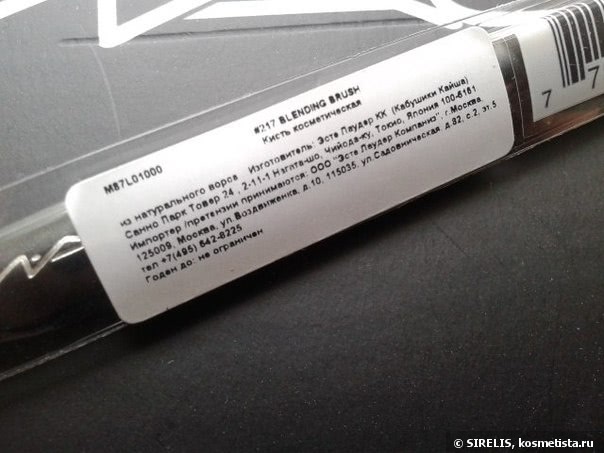 #217 BLENDING BRUSH
Кисть косметическая
M87L01000
из натурального ворса Изготовитель: Эсте Лаудер КК (Кабушики Кайша)
Санно Парк Товер 24 , 2-11-1 Нагата-шо, Чийода-ку, Токио, Япония 100-6161
Импортер /претензии принимаются: ООО "Эсте Лаудер Компаниз" , г.Москва,
125009, Москва, ул.Воздвиженка, д.10, 115035, ул.Садовническая, д.82, с.2, эт.5
тел +7(495) 642-8225
Годен до: не ограничен
7 7
© SIRELIS, kosmetista.ru